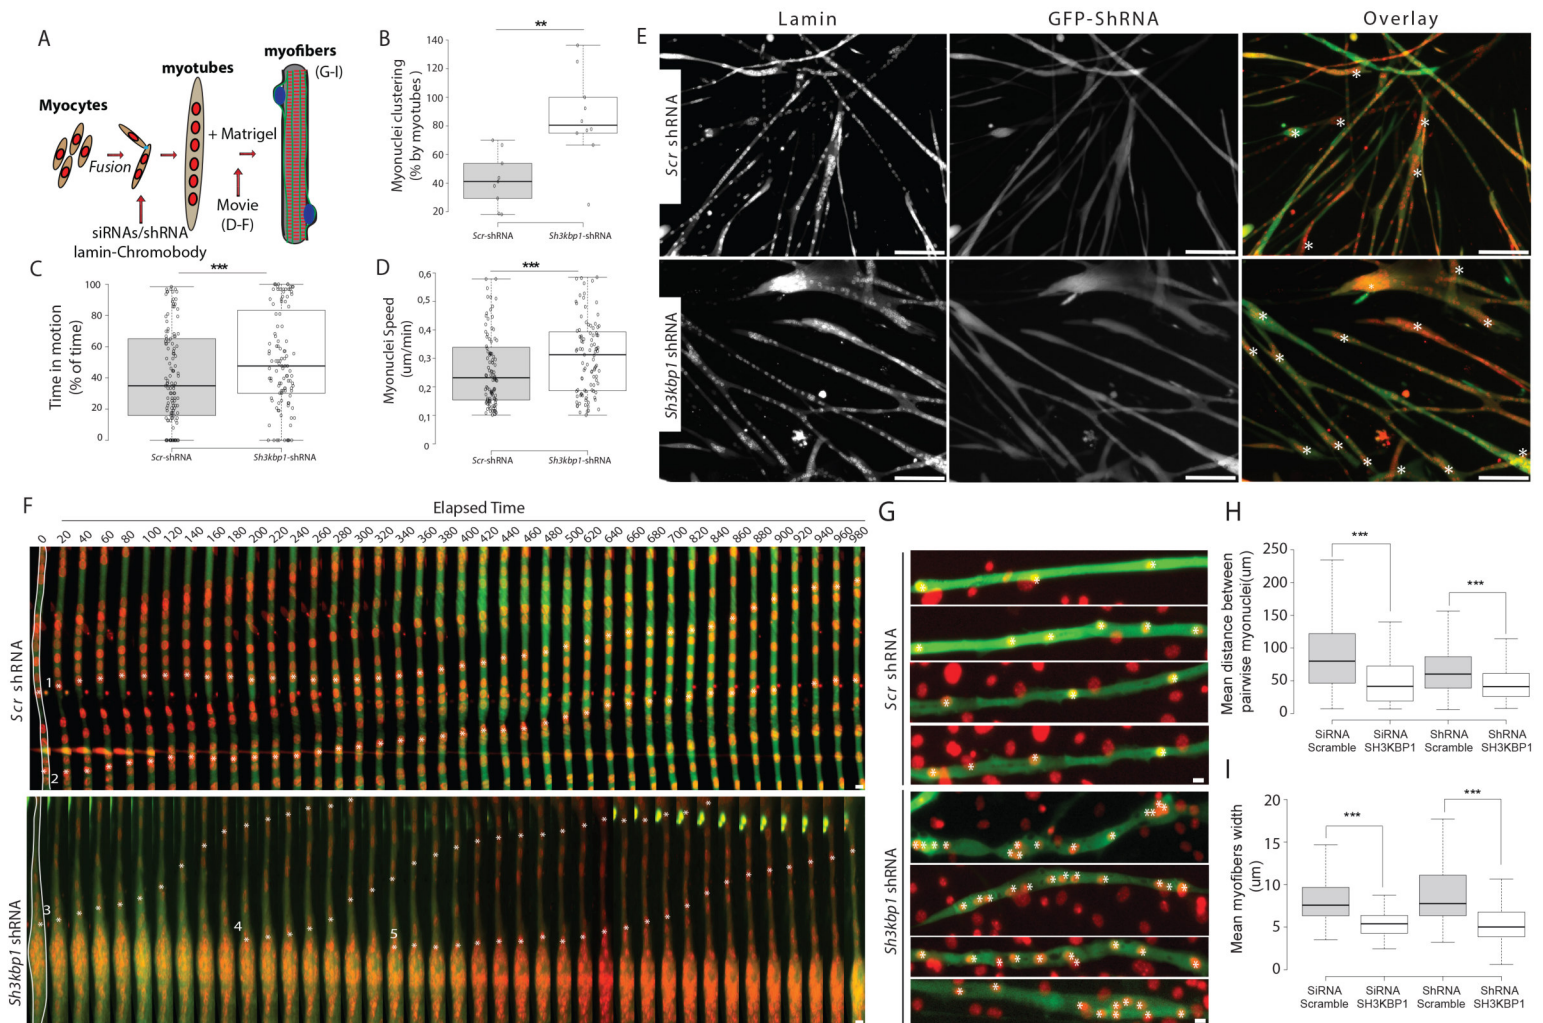 A
Myocytes
Fusion
myotubes
myofibers
(G-I)
+ Matrigel
Movie
(D-F)
siRNAs/shRNA
lamin-Chromobody
B
**
Myonuclei clustering
(% by myotubes)
140
120
100
80
60
40
20
Scr-shRNA
Sh3kbp1-shRNA
C
***
Time in motion
(% of time)
100
80
60
40
20
0
Scr-shRNA
Sh3kbp1-shRNA
D
***
Myonuclei Speed
(um/min)
0,6
0,5
0,4
0,3
0,2
0,1
0
Scr-shRNA
Sh3kbp1-shRNA
E
Lamin
GFP-ShRNA
Overlay
Scr shRNA
Sh3kbp1 shRNA
F
Elapsed Time
0 20 40 60 80 100 120 140 160 180 200 220 240 260 280 300 320 340 360 380 400 420 440 460 480 500 620 640 660 680 700 820 840 860 880 900 920 940 960 980
Scr shRNA
1
2
Sh3kbp1 shRNA
3
4
5
G
Scr shRNA
Sh3kbp1 shRNA
H
Mean distance between
pairwise myonuclei(um)
250
200
150
100
50
0
***
***
SiRNA
Scramble
SiRNA
SH3KBP1
ShRNA
Scramble
ShRNA
SH3KBP1
I
Mean myofibers width
(um)
20
15
10
5
0
***
***
SiRNA
Scramble
SiRNA
SH3KBP1
ShRNA
Scramble
ShRNA
SH3KBP1